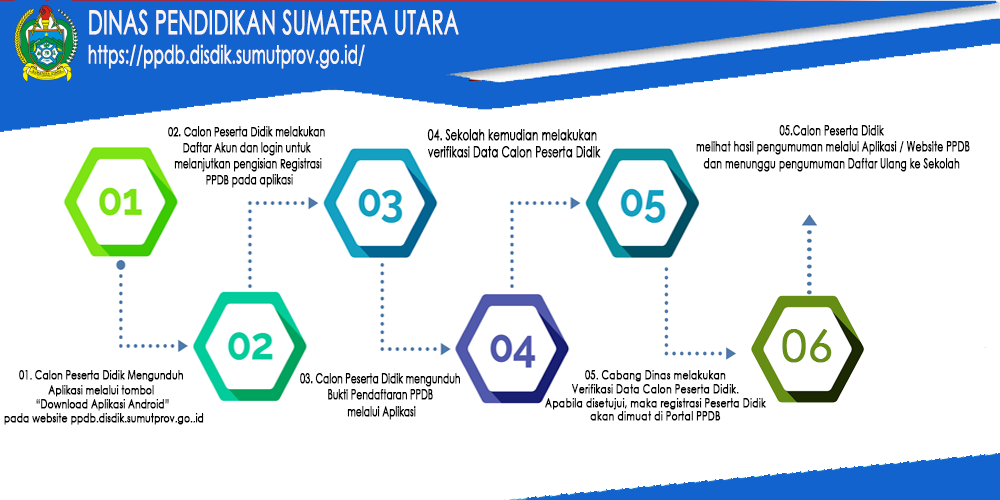 DINAS PENDIDIKAN SUMATERA UTARA
https://ppdb.disdik.sumutprov.go.id/
SUMATERA UTARA
01
01. Calon Peserta Didik Mengunduh
Aplikasi melalui tombol
“Download Aplikasi Android”
pada website ppdb.disdik.sumutprov.go..id
02. Calon Peserta Didik melakukan
Daftar Akun dan login untuk
melanjutkan pengisian Registrasi
PPDB pada aplikasi
02
03
03. Calon Peserta Didik mengunduh
Bukti Pendaftaran PPDB
melalui Aplikasi
04. Sekolah kemudian melakukan
verifikasi Data Calon Peserta Didik
04
05
05. Cabang Dinas melakukan
Verifikasi Data Calon Peserta Didik.
Apabila disetujui, maka registrasi Peserta Didik
akan dimuat di Portal PPDB
05.Calon Peserta Didik
melihat hasil pengumuman melalui Aplikasi / Website PPDB
dan menunggu pengumuman Daftar Ulang ke Sekolah
06